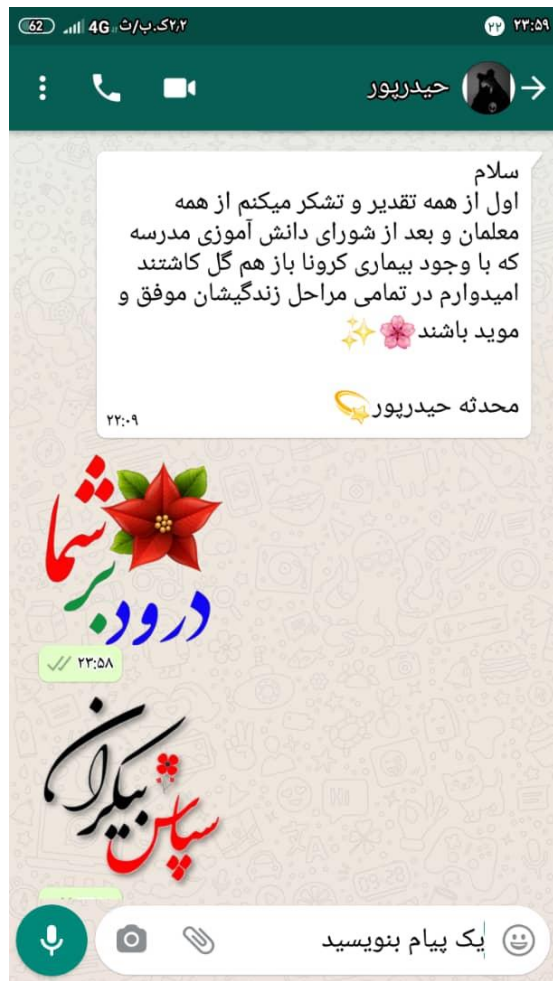 ۲۳:۵۹
۲۲
۲٫۲ک.ب/ث
4G
62
حیدرپور
سلام
اول از همه تقدیر و تشکر میکنم از همه
معلمان و بعد از شورای دانش آموزی مدرسه
که با وجود بیماری کرونا باز هم گل کاشتند
امیدوارم در تمامی مراحل زندگیشان موفق و
موید باشند🌸✨
محدثه حیدرپور💫
۲۲:۰۹
درود بر شما
۲۳:۵۸
سپاس بیکران
یک پیام بنویسید